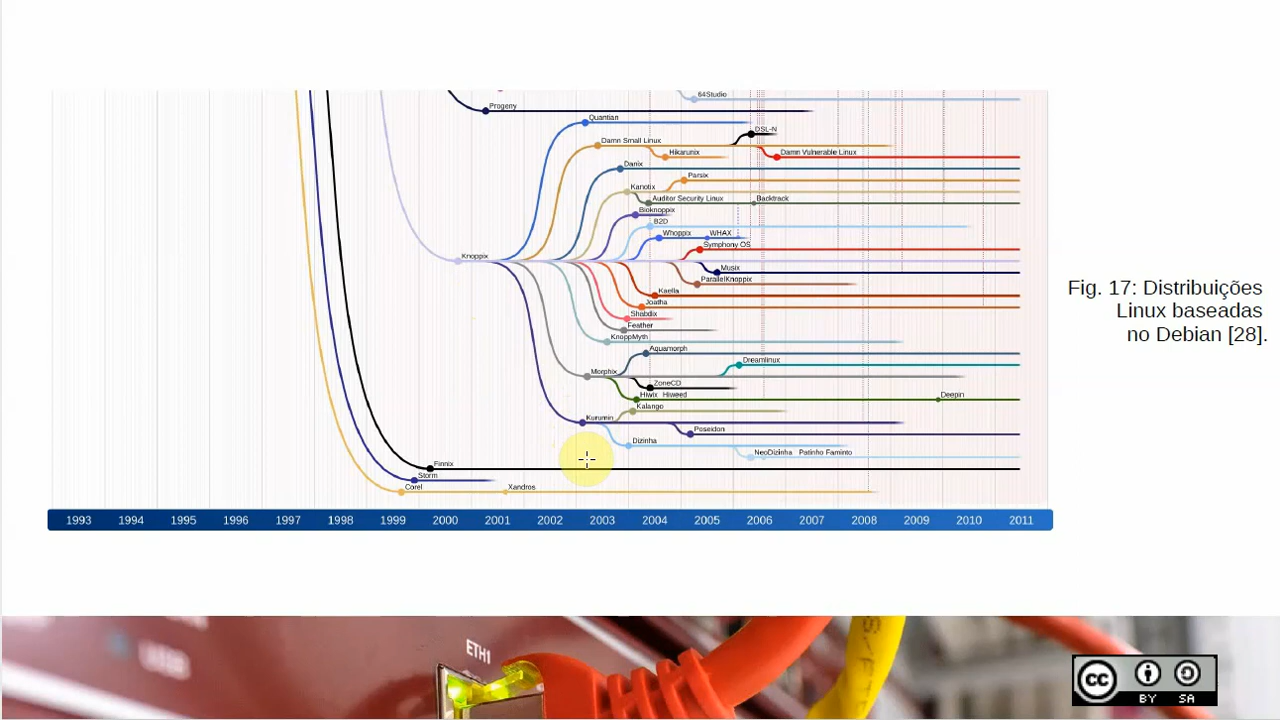 64Studio
Progeny
Quantian
DSL-N
Damn Small Linux
Hikarunix Damn Vulnerable Linux
Danix
Parsix
Kanotix
Auditor Security Linux Backtrack
Bioknoppix
B2D
Whoppix WHAX
Symphony OS
Knoppix
Musix
ParallelKnoppix
Kaella
Joatha
Shabdix
Feather
KnoppMyth
Aquamorph
Dreamlinux
Morphix
ZoneCD
Hiwix Hiweed Deepin
Kalango
Kurumin
Poseidon
Dizinha
NeoDizinha Patinho Faminto
Finnix
Storm
Corel Xandros
1993 1994 1995 1996 1997 1998 1999 2000 2001 2002 2003 2004 2005 2006 2007 2008 2009 2010 2011
Fig. 17: Distribuições
Linux baseadas
no Debian [28].
ETH1
cc
BY SA